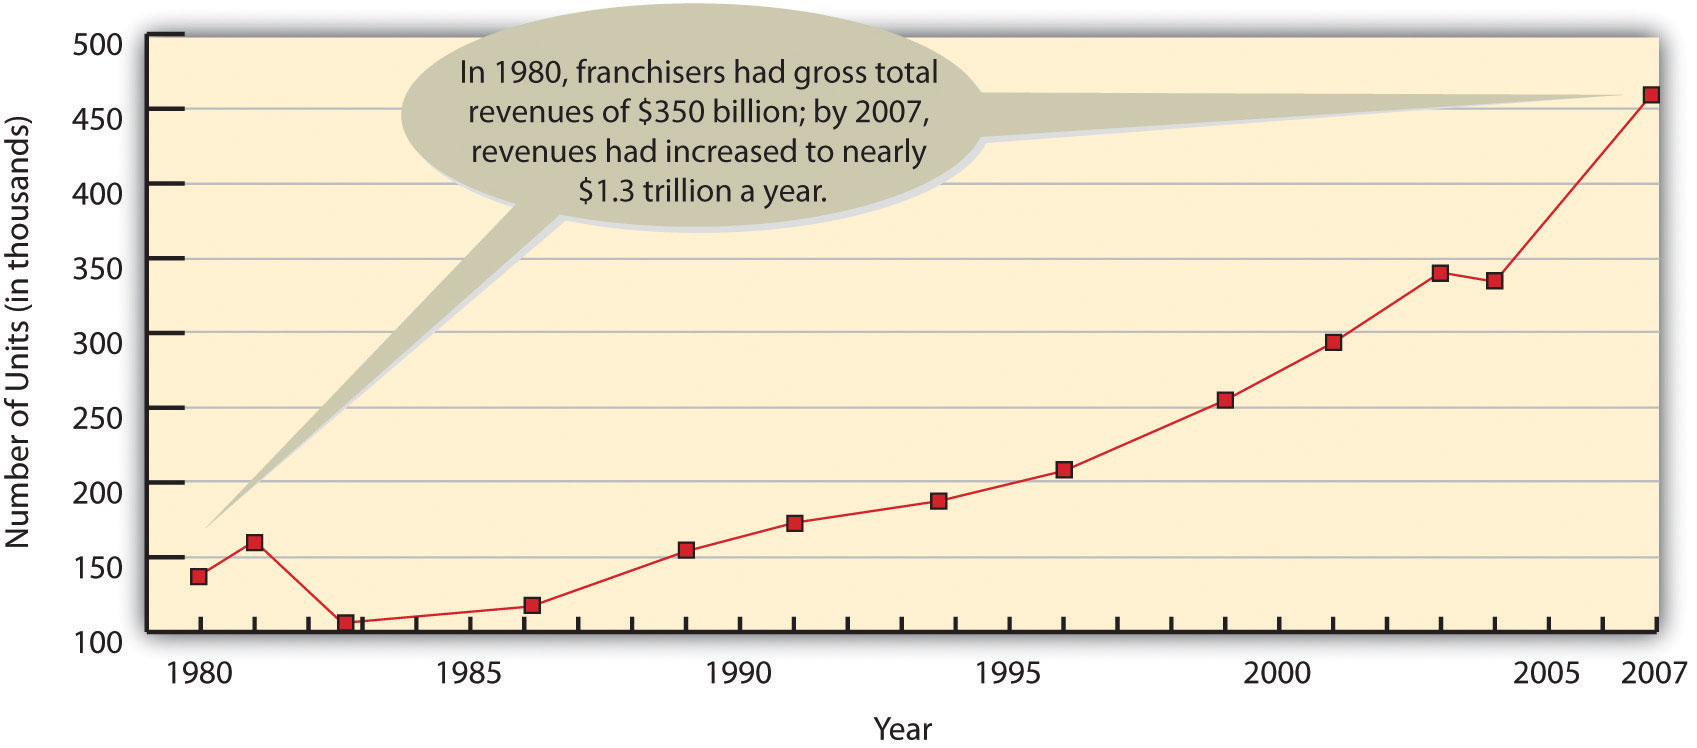 In 1980, franchisers had gross total
revenues of $350 billion; by 2007,
revenues had increased to nearly
$1.3 trillion a year.
Number of Units (in thousands)
500
450
400
350
300
250
200
150
100
1980 1985 1990 1995 2000 2005 2007
Year